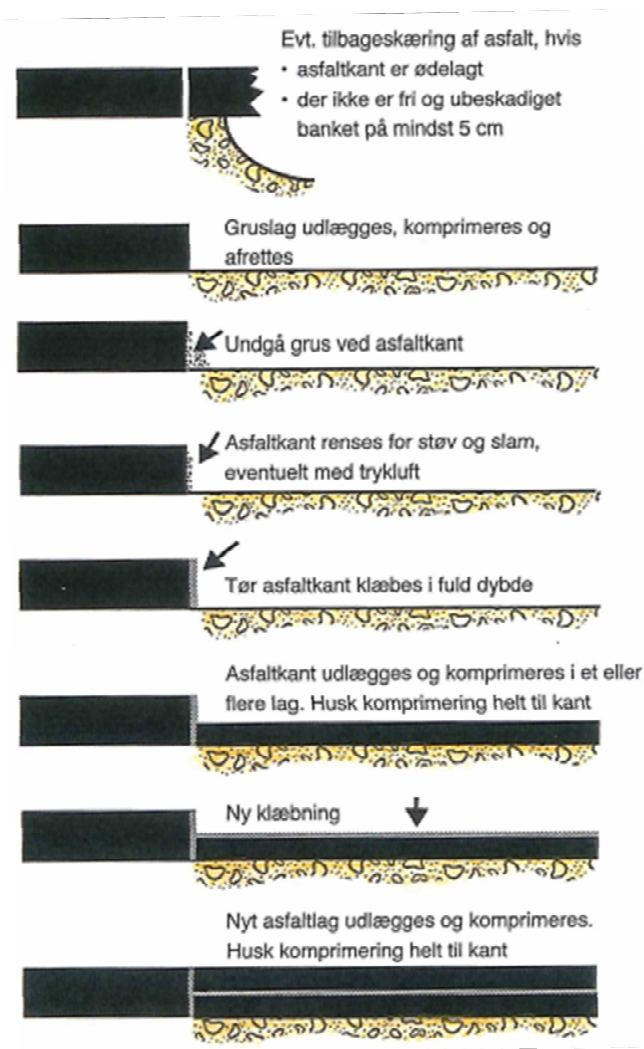 Evt. tilbageskæring af asfalt, hvis
• asfaltkant er ødelagt
• der ikke er fri og ubeskadiget
banket på mindst 5 cm
Gruslag udlægges, komprimeres og
afrettes
Undgå grus ved asfaltkant
Asfaltkant renses for støv og slam,
eventuelt med trykluft
Tør asfaltkant klæbes i fuld dybde
Asfaltkant udlægges og komprimeres i et eller
flere lag. Husk komprimering helt til kant
Ny klæbning
Nyt asfaltlag udlægges og komprimeres.
Husk komprimering helt til kant